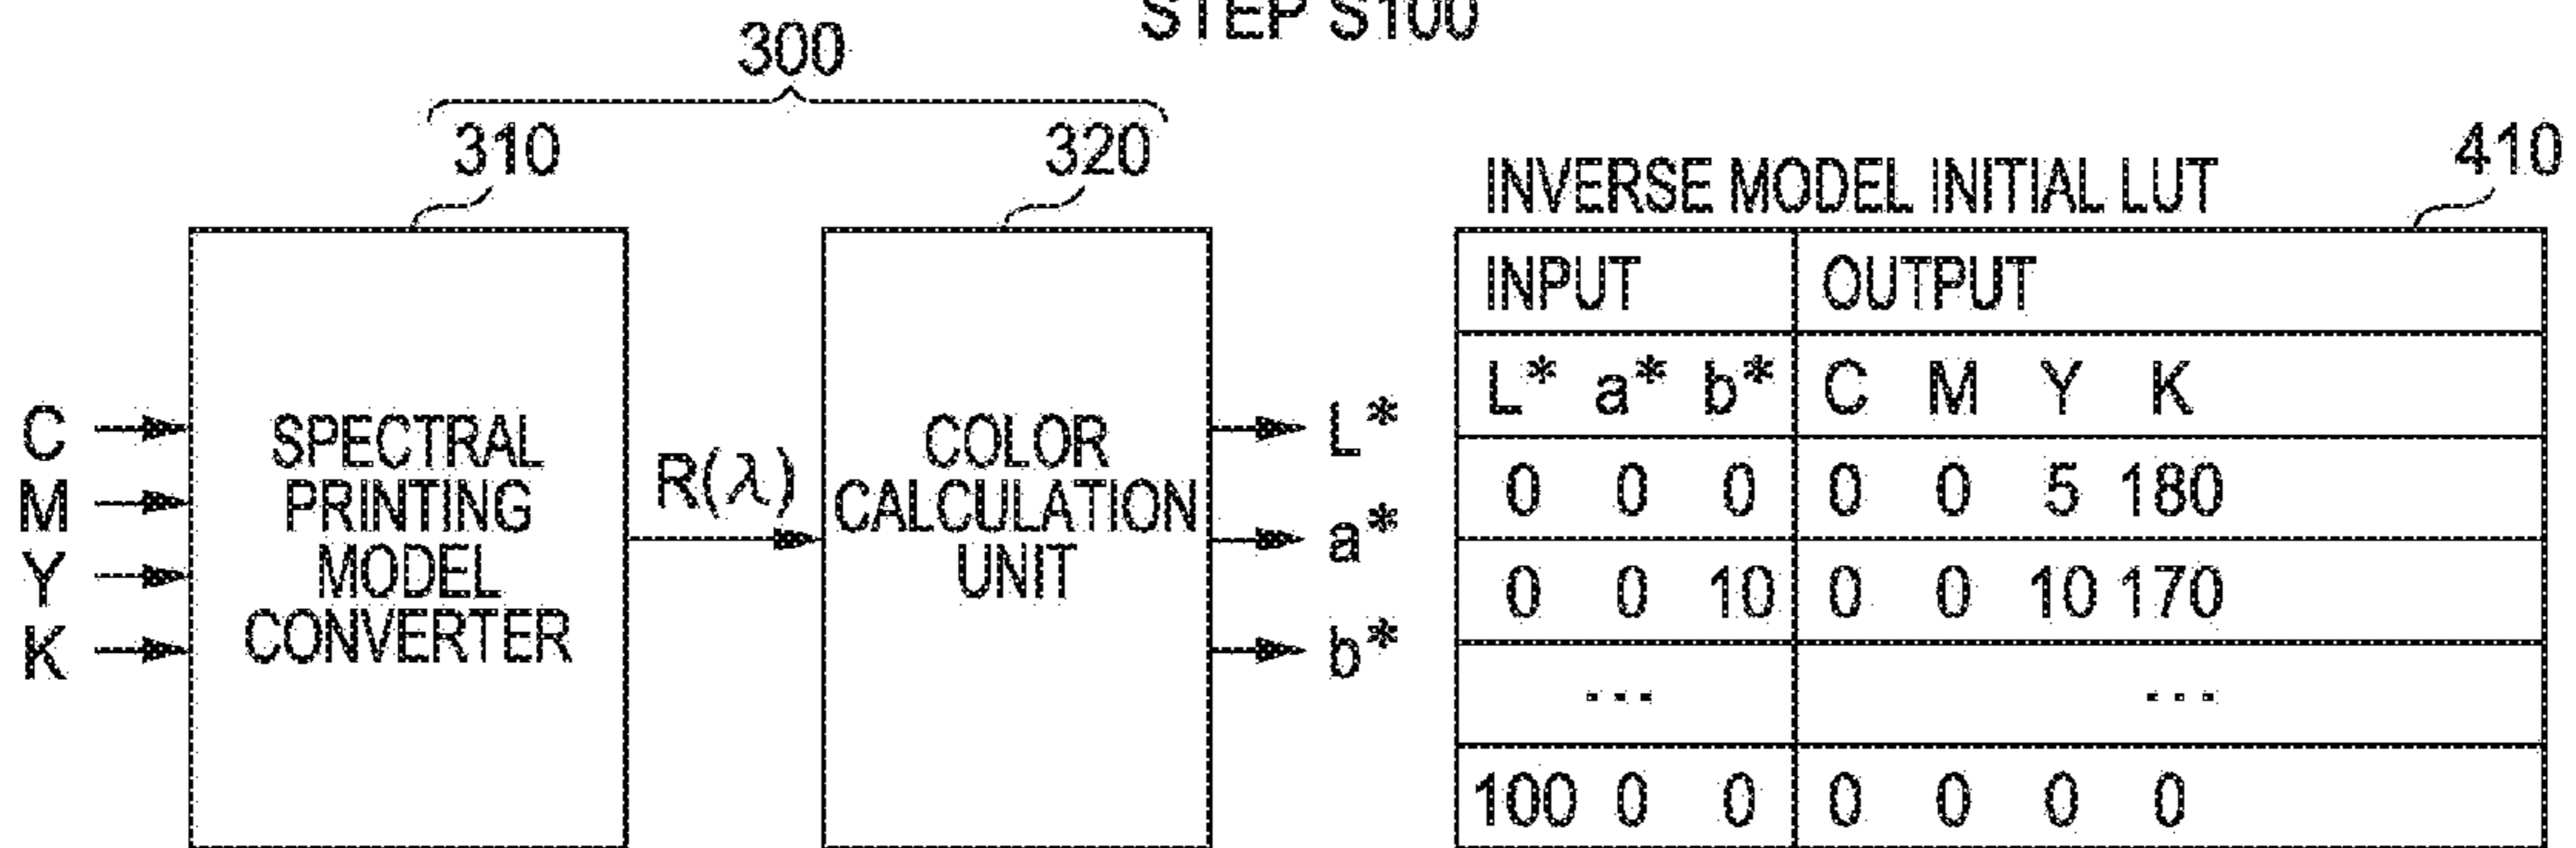 STEP S100
300
310
320
SPECTRAL
PRINTING
MODEL
CONVERTER
C
M
Y
K
R(λ)
COLOR
CALCULATION
UNIT
L*
a*
b*
410
INVERSE MODEL INITIAL LUT
INPUT OUTPUT
L* a* b* C M Y K
0 0 0 0 0 5 180
0 0 10 0 0 10 170
... ...
100 0 0 0 0 0 0